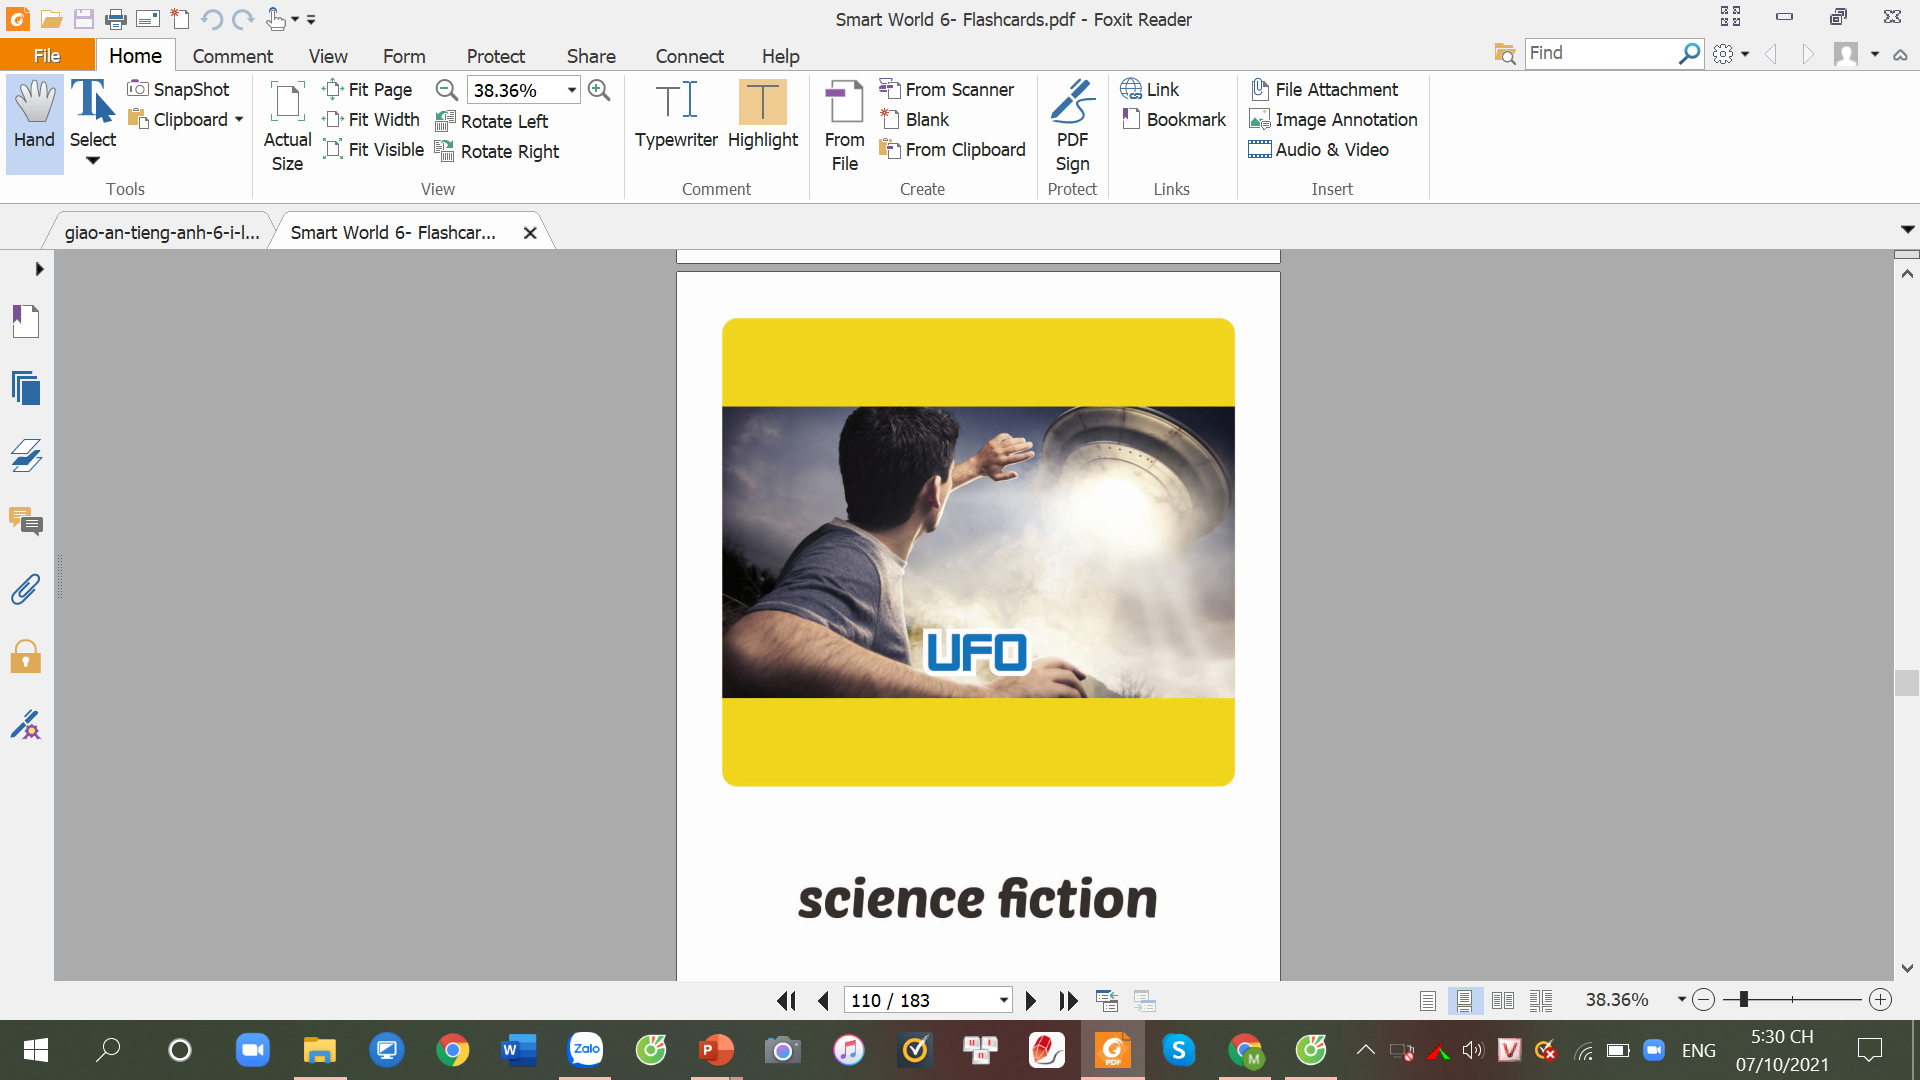 Smart World 6- Flashcards.pdf - Foxit Reader
File Home Comment View Form Protect Share Connect Help
Find
Hand
Select
SnapShot
Clipboard
Tools
Actual
Size
Fit Page
Fit Width
Fit Visible
38.36%
Rotate Left
Rotate Right
View
Typewriter
Highlight
Comment
From
File
From Scanner
Blank
From Clipboard
Create
PDF
Sign
Protect
Link
Bookmark
Links
File Attachment
Image Annotation
Audio & Video
Insert
giao-an-tieng-anh-6-i-l...
Smart World 6- Flashcar...
UFO
science fiction
110 / 183
38.36%
Zalo
PDF
M
ENG
5:30 CH
07/10/2021